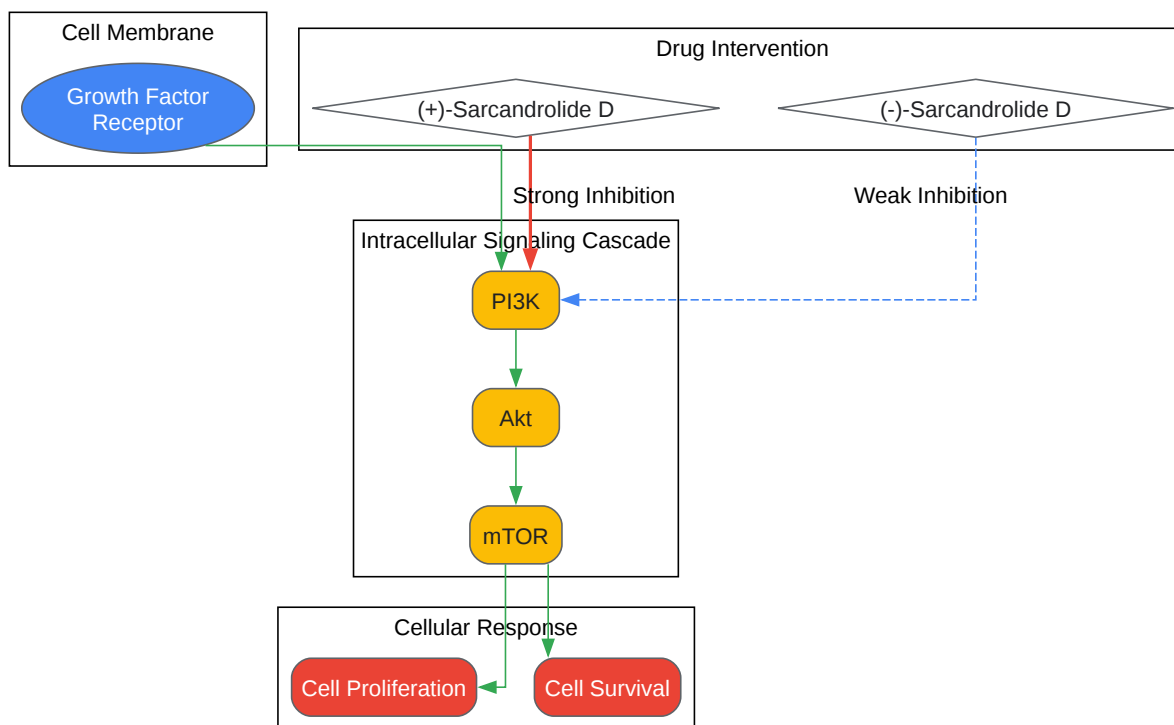 Cell Membrane
Growth Factor
Receptor
Drug Intervention
(+)-Sarcandrolide D
(-)-Sarcandrolide D
Strong Inhibition
Weak Inhibition
Intracellular Signaling Cascade
PI3K
Akt
mTOR
Cellular Response
Cell Proliferation
Cell Survival